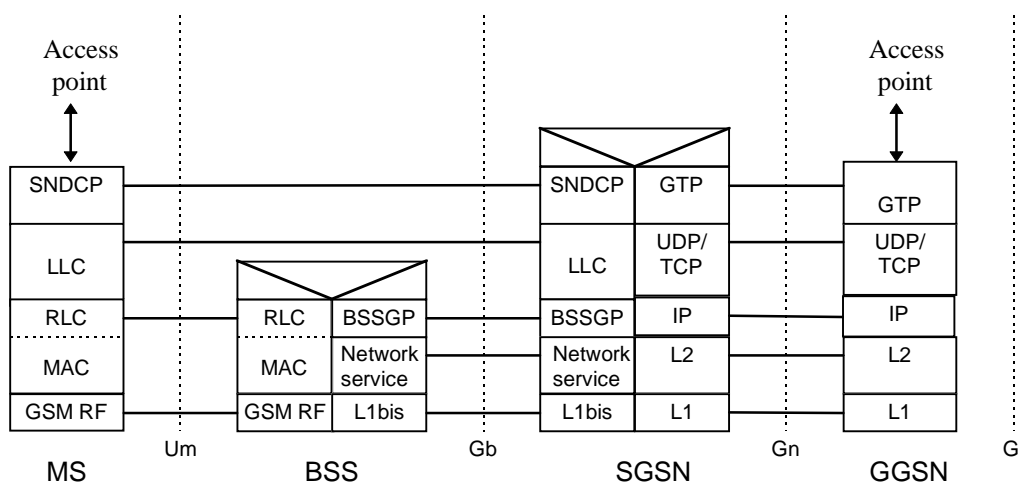 Access
point
Access
point
SNDCP
SNDCP
GTP
GTP
LLC
LLC
UDP/
TCP
UDP/
TCP
RLC
RLC
BSSGP
BSSGP
IP
IP
MAC
MAC
Network
service
Network
service
L2
L2
GSM RF
GSM RF
L1bis
L1bis
L1
L1
Um
Gb
Gn
G
MS
BSS
SGSN
GGSN